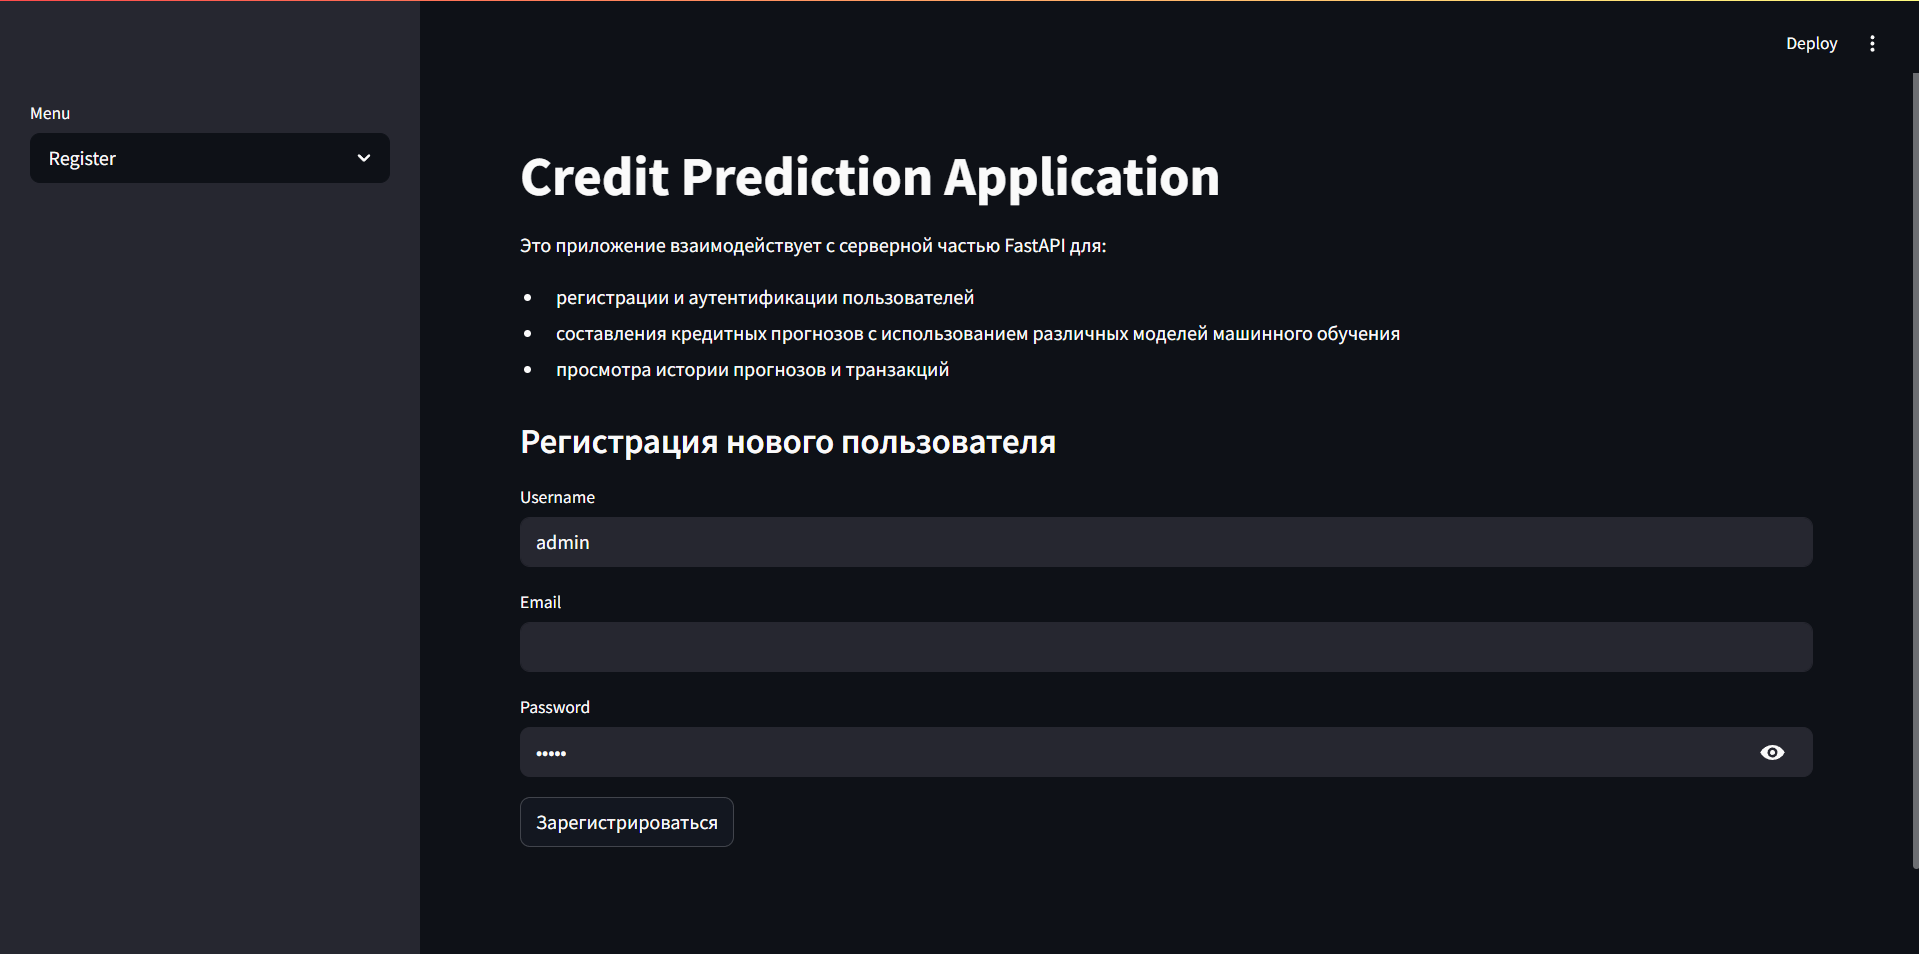 Deploy
Menu
Register
Credit Prediction Application
Это приложение взаимодействует с серверной частью FastAPI для:
регистрации и аутентификации пользователей
составления кредитных прогнозов с использованием различных моделей машинного обучения
просмотра истории прогнозов и транзакций
Регистрация нового пользователя
Username
admin
Email
Password
•••••
Зарегистрироваться